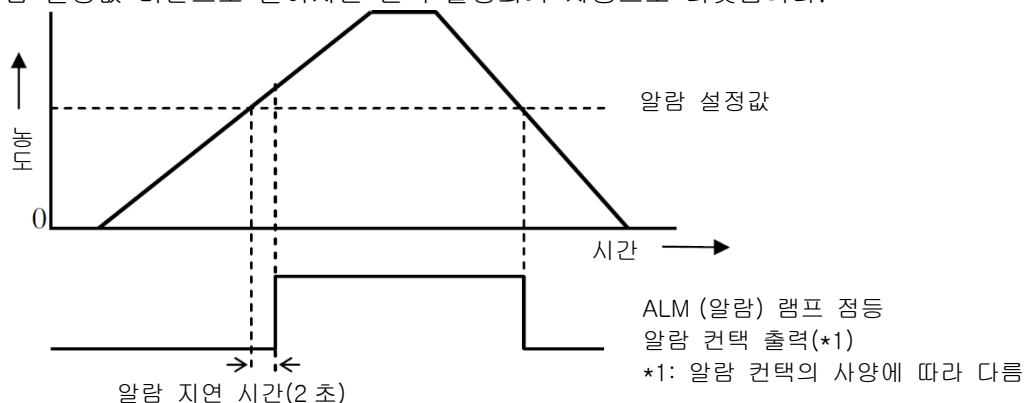 알람 설정값
농도
0
시간
ALM (알람) 램프 점등
알람 컨택 출력(*1)
*1: 알람 컨택의 사양에 따라 다름
알람 지연 시간(2 초)